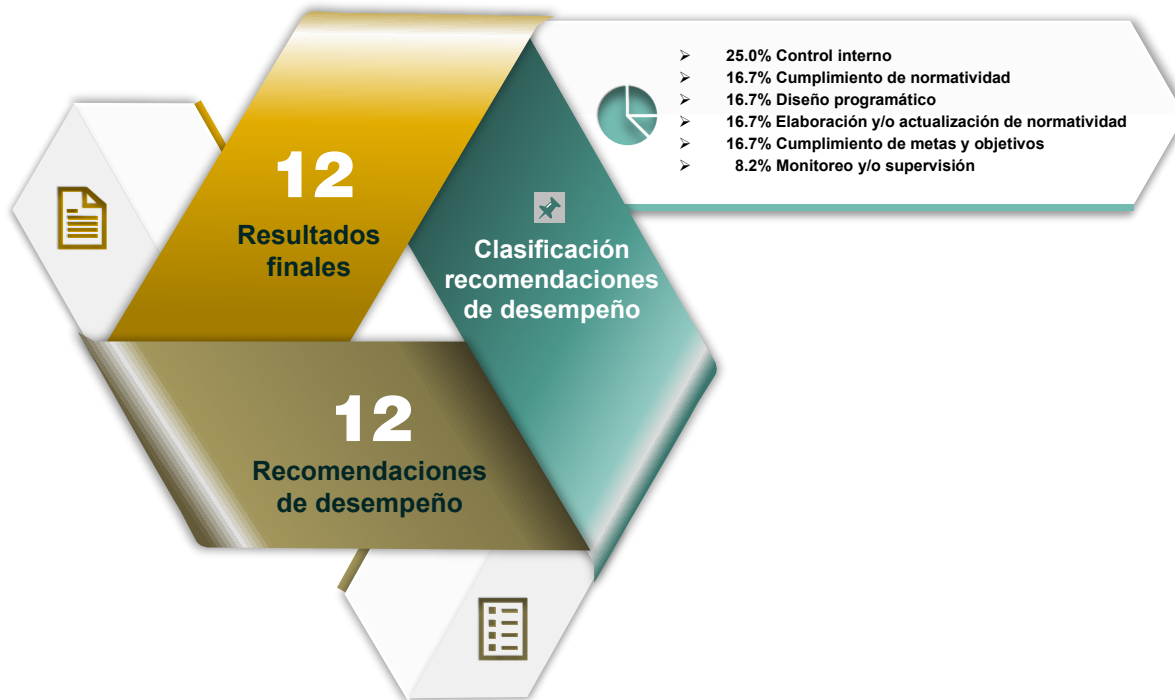 12
Resultados
finales
12
Recomendaciones
de desempeño
Clasificación
recomendaciones
de desempeño
➢ 25.0% Control interno
➢ 16.7% Cumplimiento de normatividad
➢ 16.7% Diseño programático
➢ 16.7% Elaboración y/o actualización de normatividad
➢ 16.7% Cumplimiento de metas y objetivos
➢ 8.2% Monitoreo y/o supervisión